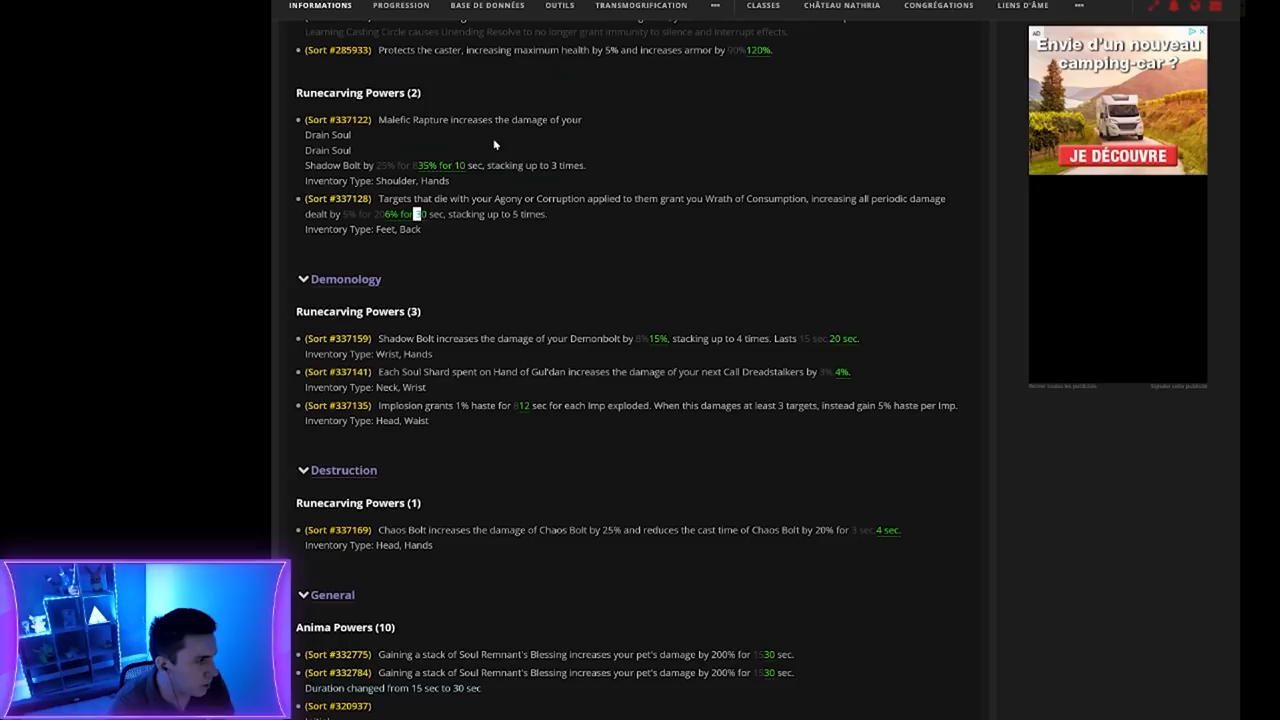 INFORMATIONS PROGRESSION BASE DE DONNÉES OUTILS TRANSMOGRIFICATION ••• CLASSES CHÂTEAU NATHRIA CONGRÉGATIONS LIENS D'ÂME •••
Learning Casting Circle causes Unending Resolve to no longer grant immunity to silence and interrupt effects.
(Sort #285933) Protects the caster, increasing maximum health by 5% and increases armor by 90%120%.
Runecarving Powers (2)
(Sort #337122) Malefic Rapture increases the damage of your
Drain Soul
Drain Soul
Shadow Bolt by 25% for 835% for 10 sec, stacking up to 3 times.
Inventory Type: Shoulder, Hands
(Sort #337128) Targets that die with your Agony or Corruption applied to them grant you Wrath of Consumption, increasing all periodic damage
dealt by 5% for 206% for 30 sec, stacking up to 5 times.
Inventory Type: Feet, Back
Demonology
Runecarving Powers (3)
(Sort #337159) Shadow Bolt increases the damage of your Demonbolt by 8%15%, stacking up to 4 times. Lasts 15 sec.20 sec.
Inventory Type: Wrist, Hands
(Sort #337141) Each Soul Shard spent on Hand of Gul'dan increases the damage of your next Call Dreadstalkers by 3%.4%.
Inventory Type: Neck, Wrist
(Sort #337135) Implosion grants 1% haste for 812 sec for each Imp exploded. When this damages at least 3 targets, instead gain 5% haste per Imp.
Inventory Type: Head, Waist
Destruction
Runecarving Powers (1)
(Sort #337169) Chaos Bolt increases the damage of Chaos Bolt by 25% and reduces the cast time of Chaos Bolt by 20% for 3 sec.4 sec.
Inventory Type: Head, Hands
General
Anima Powers (10)
(Sort #332775) Gaining a stack of Soul Remnant's Blessing increases your pet's damage by 200% for 1530 sec.
(Sort #332784) Gaining a stack of Soul Remnant's Blessing increases your pet's damage by 200% for 1530 sec.
Duration changed from 15 sec to 30 sec
(Sort #320937)
AD
Envie d'un nouveau
camping-car ?
JE DÉCOUVRE
Retirer toutes les publicités Signaler cette publicité